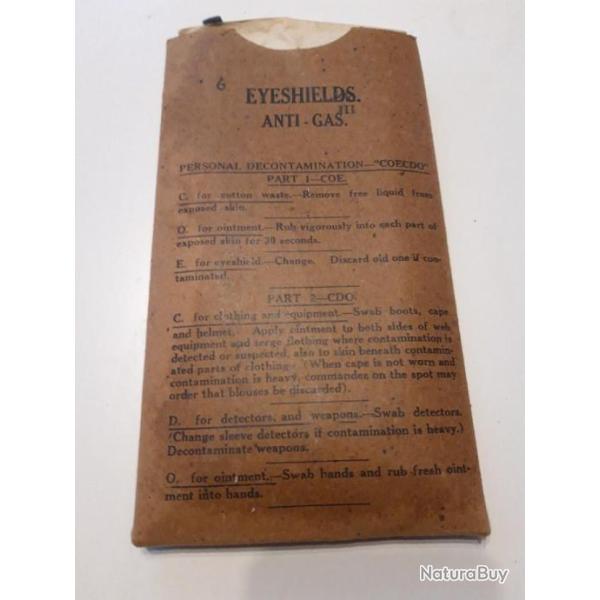 6
EYESHIELDS.
III
ANTI-GAS.
PERSONAL DECONTAMINATION—"COECDO"
PART 1—COE.
C. for cotton waste.—Remove free liquid from
exposed skin.
O. for ointment.—Rub vigorously into each part of
exposed skin for 30 seconds.
E. for eyeshield.—Change. Discard old one if con-
taminated.
PART 2—CDO.
C. for clothing and equipment.—Swab boots, cape
and helmet. Apply ointment to both sides of web
equipment and serge clothing where contamination is
detected or suspected, also to skin beneath contamin-
ated parts of clothing. (When cape is not worn and
contamination is heavy, commander on the spot may
order that blouses be discarded).
D. for detectors, and weapons.—Swab detectors.
(Change sleeve detectors if contamination is heavy.)
Decontaminate weapons.
O. for ointment.—Swab hands and rub fresh oint-
ment into hands.
NaturaBuy